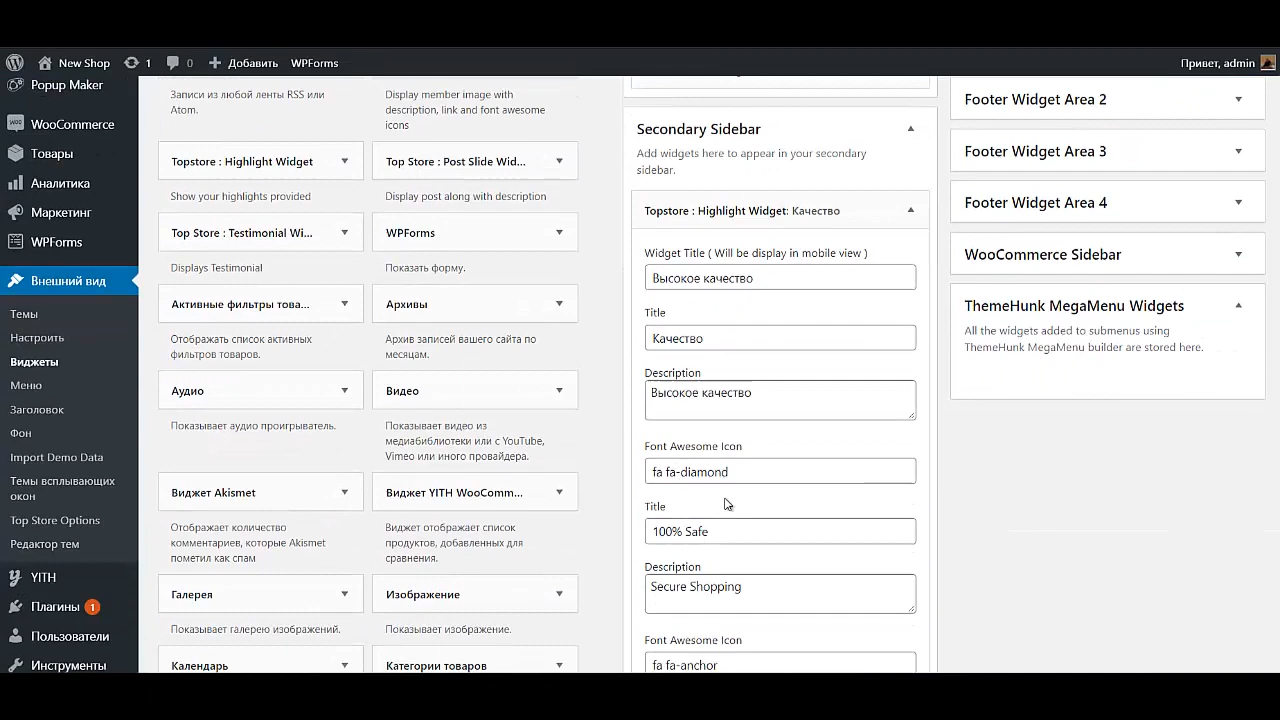 New Shop
1
0
Добавить
WPForms
Привет, admin
Popup Maker
WooCommerce
Товары
Аналитика
Маркетинг
WPForms
Внешний вид
Темы
Настроить
Виджеты
Меню
Заголовок
Фон
Import Demo Data
Темы всплывающих
окон
Top Store Options
Редактор тем
YITH
Плагины 1
Пользователи
Инструменты
Записи из любой ленты RSS или
Atom.
Display member image with
description, link and font awesome
icons
Topstore : Highlight Widget
Show your highlights provided
Top Store : Post Slide Wid...
Display post along with description
Top Store : Testimonial Wi...
Displays Testimonial
WPForms
Показать форму.
Активные фильтры това...
Отображать список активных
фильтров товаров.
Архивы
Архив записей вашего сайта по
месяцам.
Аудио
Показывает аудио проигрыватель.
Видео
Показывает видео из
медиабиблиотеки или с YouTube,
Vimeo или иного провайдера.
Виджет Akismet
Отображает количество
комментариев, которые Akismet
пометил как спам
Виджет YITH WooComm...
Виджет отображает список
продуктов, добавленных для
сравнения.
Галерея
Показывает галерею изображений.
Изображение
Показывает изображение.
Календарь
Категории товаров
Secondary Sidebar
Add widgets here to appear in your secondary
sidebar.
Topstore : Highlight Widget: Качество
Widget Title ( Will be display in mobile view )
Высокое качество
Title
Качество
Description
Высокое качество
Font Awesome Icon
fa fa-diamond
Title
100% Safe
Description
Secure Shopping
Font Awesome Icon
fa fa-anchor
Footer Widget Area 2
Footer Widget Area 3
Footer Widget Area 4
WooCommerce Sidebar
ThemeHunk MegaMenu Widgets
All the widgets added to submenus using
ThemeHunk MegaMenu builder are stored here.